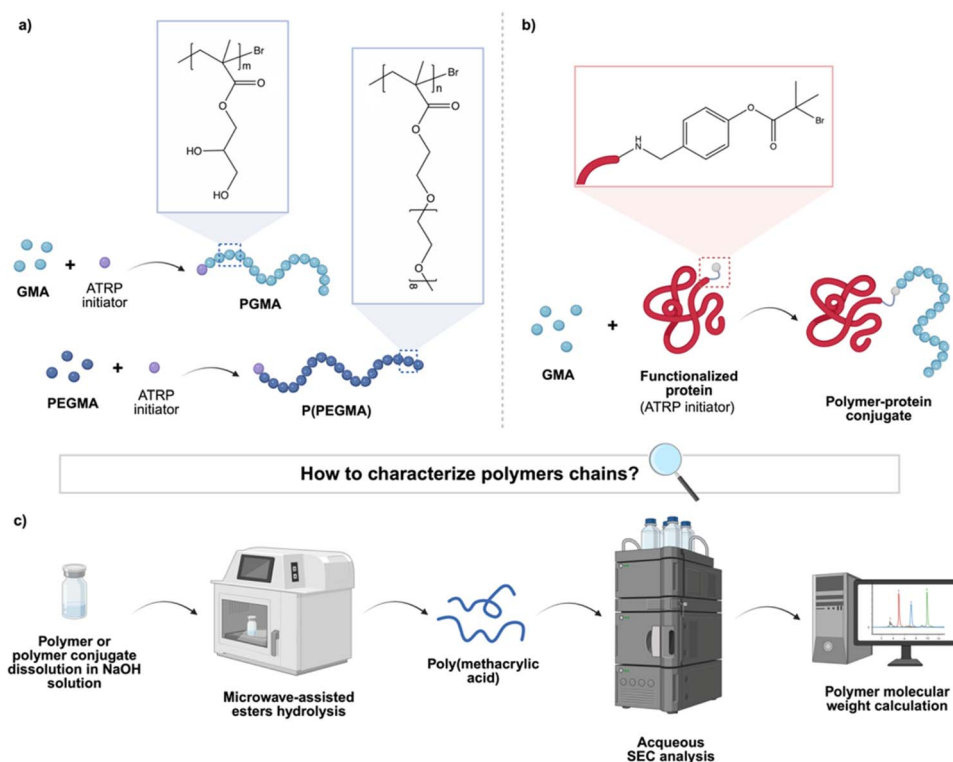 a)
Br
m
O
O
HO
HO
Br
n
O
O
O
O
8
GMA
+
ATRP
initiator
PGMA
PEGMA
+
ATRP
initiator
P(PEGMA)
b)
O
Br
O
H
N
GMA
+
Functionalized
protein
(ATRP initiator)
Polymer-protein
conjugate
How to characterize polymers chains?
c)
Polymer or
polymer conjugate
dissolution in NaOH
solution
Microwave-assisted
esters hydrolysis
Poly(methacrylic
acid)
Acqueous
SEC analysis
Polymer molecular
weight calculation